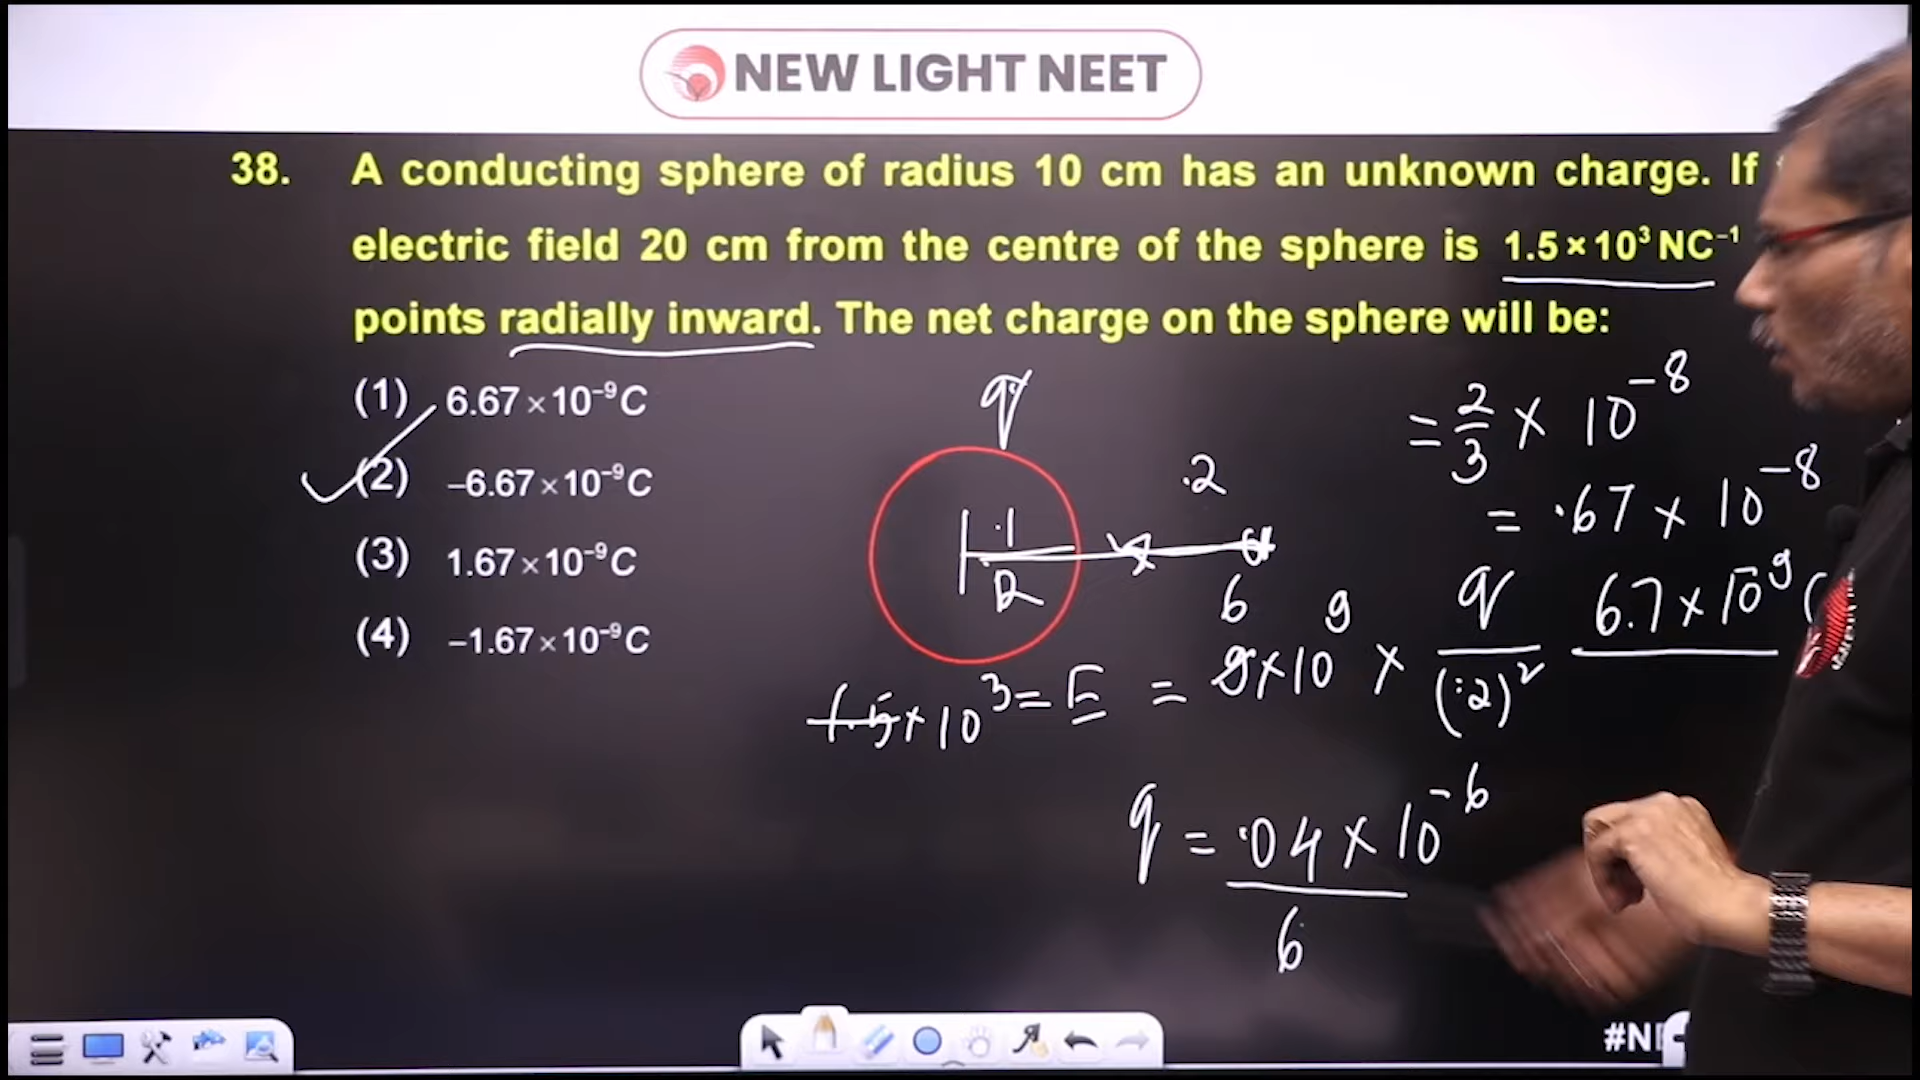 NEW LIGHT NEET
38. A conducting sphere of radius 10 cm has an unknown charge. If
electric field 20 cm from the centre of the sphere is 1.5×10³ NC⁻¹
points radially inward. The net charge on the sphere will be:
(1) 6.67×10⁻⁹C
(2) –6.67×10⁻⁹C
(3) 1.67×10⁻⁹C
(4) –1.67×10⁻⁹C
q
.1
R
.2
1.5×10³ = E = 9×10⁹ × q/(.2)²
6
q = .04×10⁻⁶/6
= 2/3 × 10⁻⁸
= .67 × 10⁻⁸
6.7×10⁻⁹ C